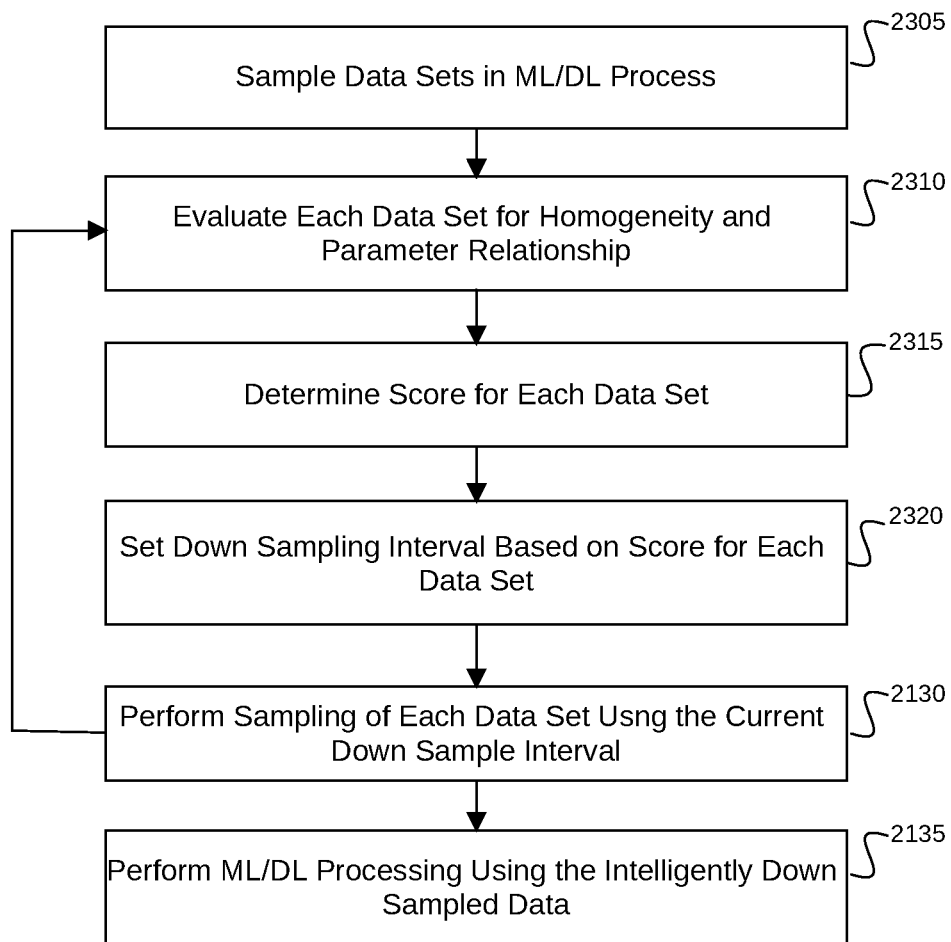 2305
Sample Data Sets in ML/DL Process
2310
Evaluate Each Data Set for Homogeneity and
Parameter Relationship
2315
Determine Score for Each Data Set
2320
Set Down Sampling Interval Based on Score for Each
Data Set
2130
Perform Sampling of Each Data Set Usng the Current
Down Sample Interval
2135
Perform ML/DL Processing Using the Intelligently Down
Sampled Data